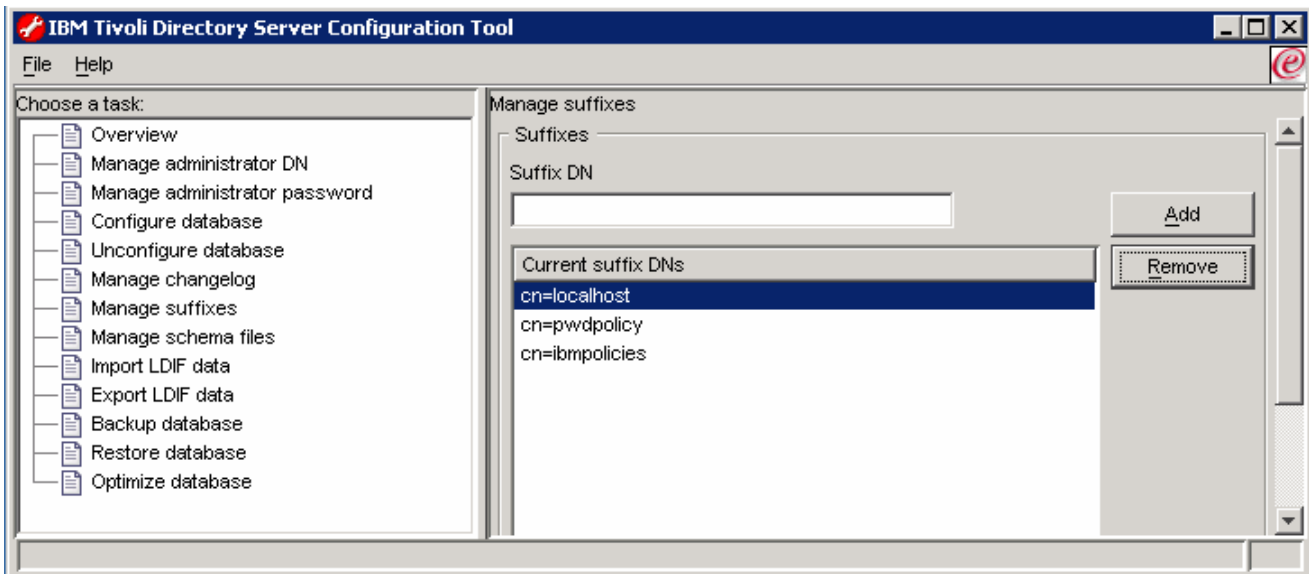 IBM Tivoli Directory Server Configuration Tool
File Help
Choose a task:
Overview
Manage administrator DN
Manage administrator password
Configure database
Unconfigure database
Manage changelog
Manage suffixes
Manage schema files
Import LDIF data
Export LDIF data
Backup database
Restore database
Optimize database
Manage suffixes
Suffixes
Suffix DN
Add
Current suffix DNs
Remove
cn=localhost
cn=pwdpolicy
cn=ibmpolicies